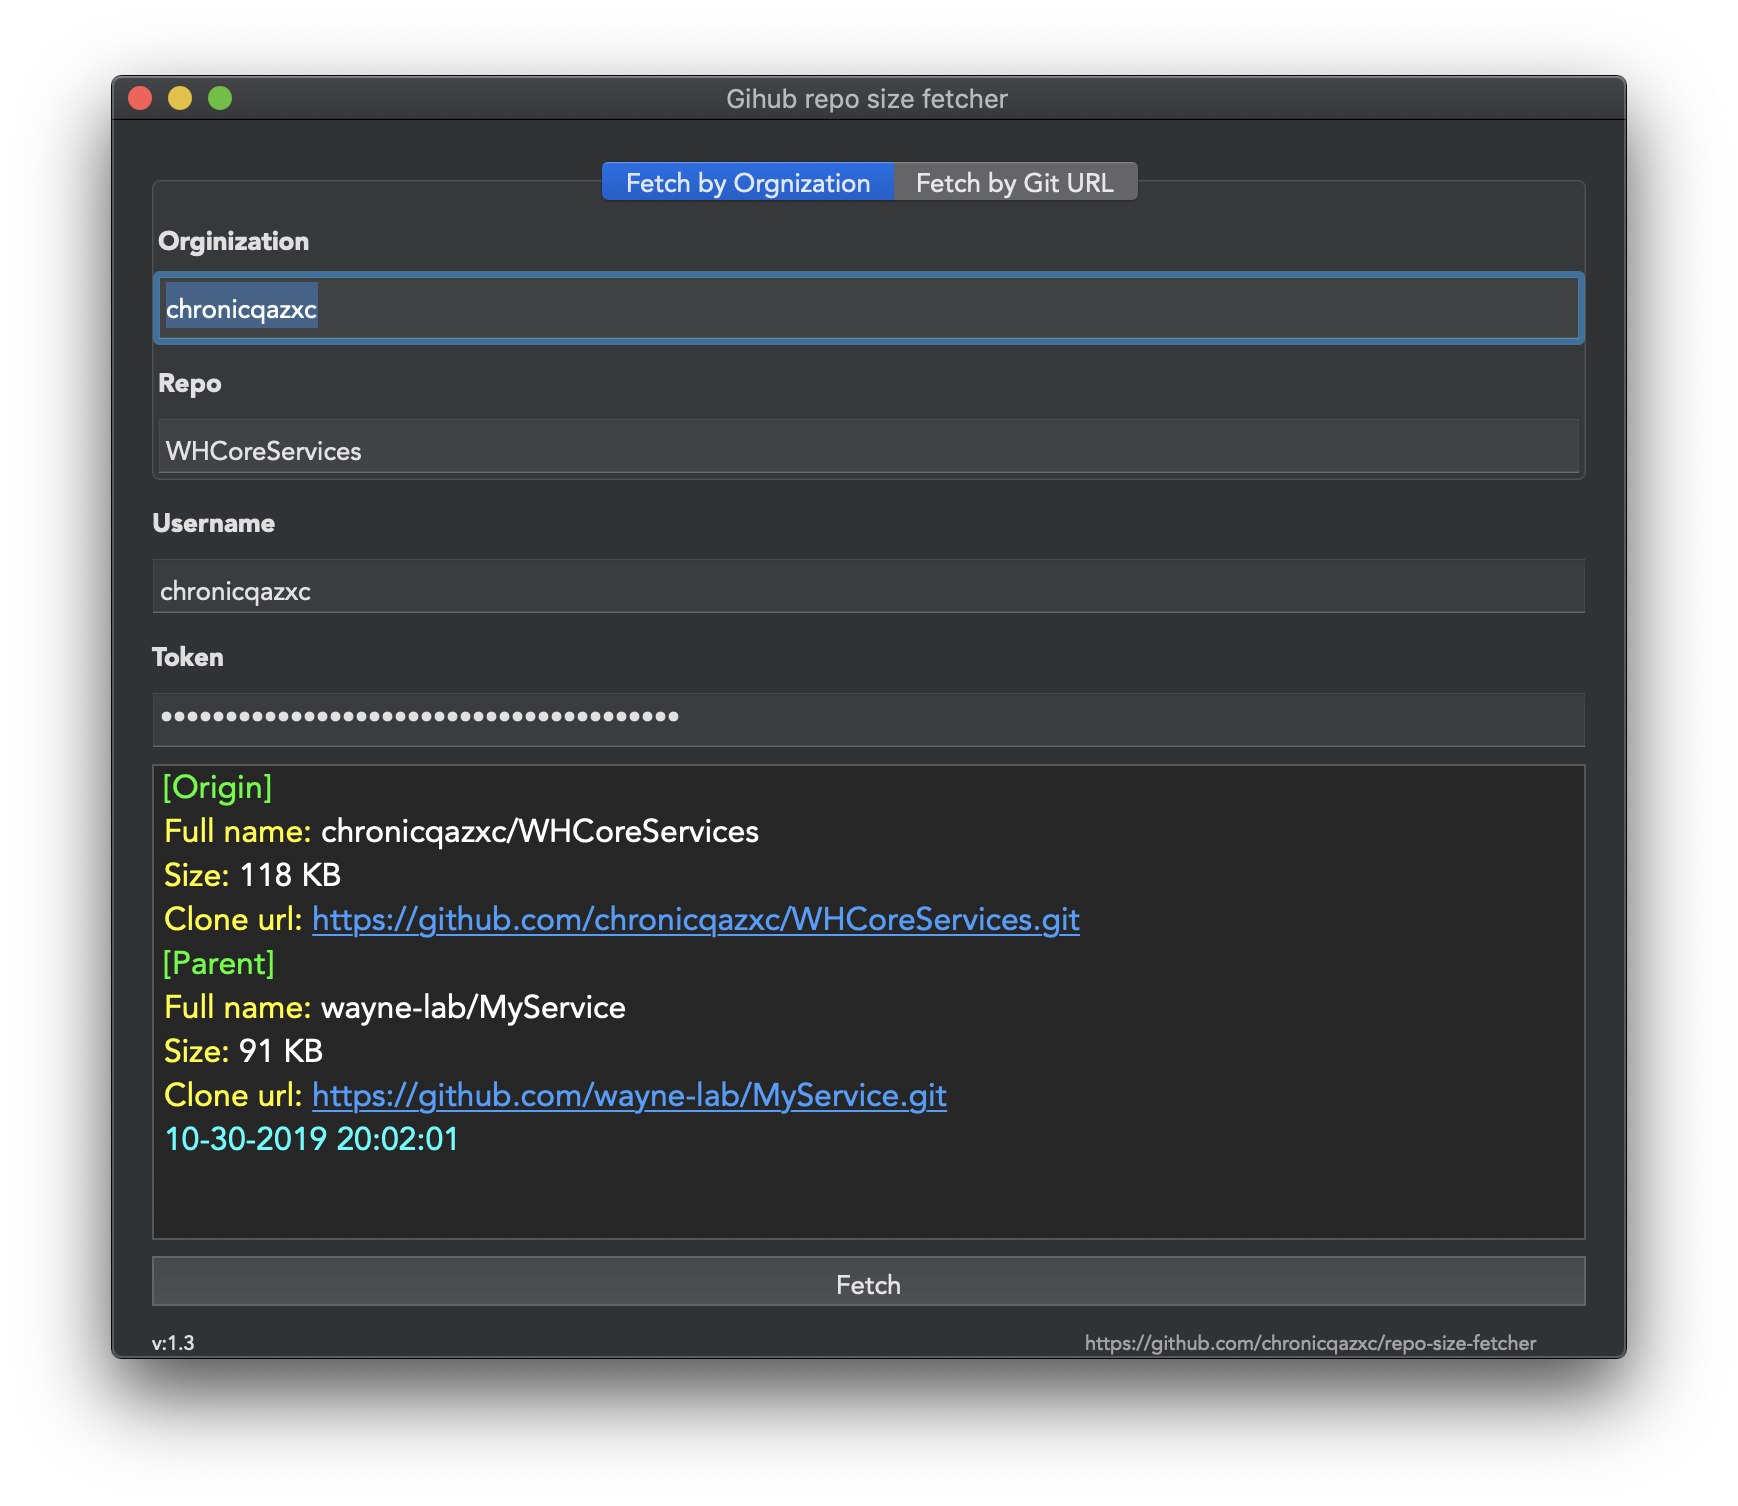 Gihub repo size fetcher
Fetch by Orgnization Fetch by Git URL
Orginization
chronicqazxc
Repo
WHCoreServices
Username
chronicqazxc
Token
••••••••••••••••••••••••••••••••••••••••
[Origin]
Full name: chronicqazxc/WHCoreServices
Size: 118 KB
Clone url: https://github.com/chronicqazxc/WHCoreServices.git
[Parent]
Full name: wayne-lab/MyService
Size: 91 KB
Clone url: https://github.com/wayne-lab/MyService.git
10-30-2019 20:02:01
Fetch
v:1.3 https://github.com/chronicqazxc/repo-size-fetcher